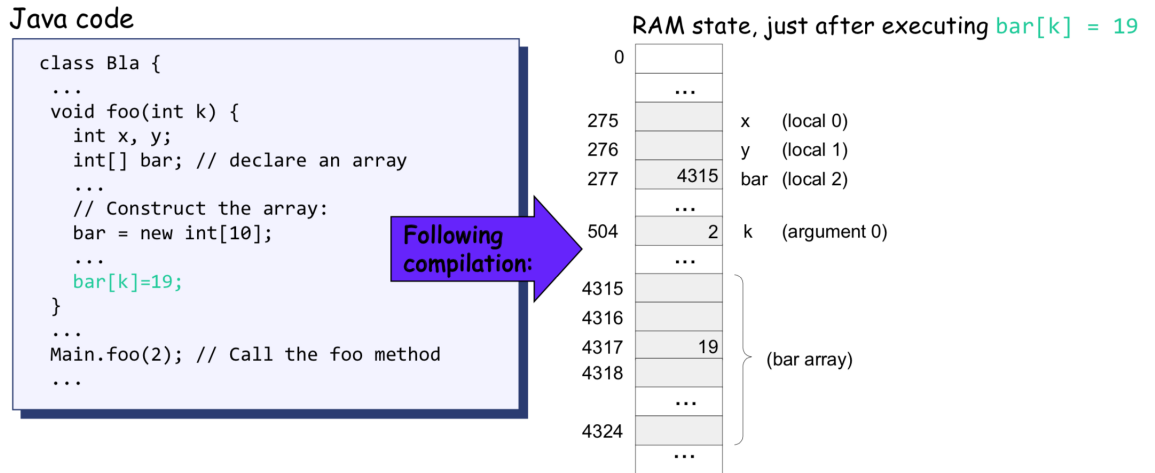 Java code
class Bla {
...
void foo(int k) {
int x, y;
int[] bar; // declare an array
...
// Construct the array:
bar = new int[10];
...
bar[k]=19;
}
...
Main.foo(2); // Call the foo method
...
Following
compilation:
RAM state, just after executing bar[k] = 19
0
...
275 x (local 0)
276 y (local 1)
277 4315 bar (local 2)
...
504 2 k (argument 0)
...
4315
4316
4317 19
(bar array)
4318
...
4324
...